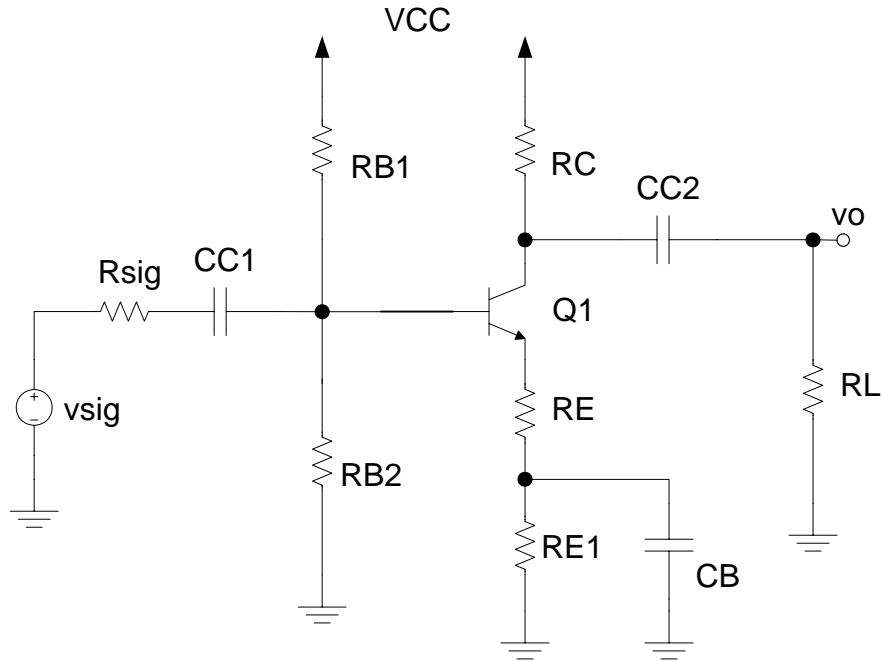 VCC
RB1
RC
CC2
vo
CC1
Rsig
Q1
vsig
RE
RL
RB2
RE1
CB